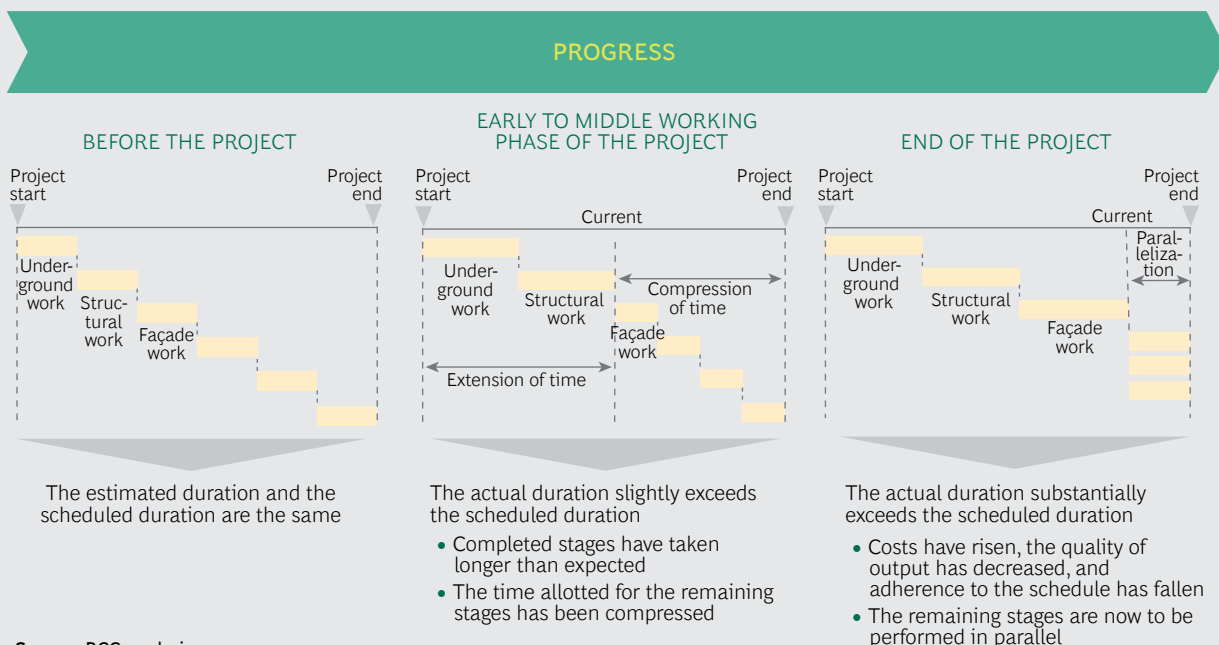 PROGRESS
BEFORE THE PROJECT
Project
start
Project
end
Under-
ground
work
Struc-
tural
work
Façade
work
The estimated duration and the
scheduled duration are the same
EARLY TO MIDDLE WORKING
PHASE OF THE PROJECT
Project
start
Project
end
Current
Under-
ground
work
Structural
work
Compression
of time
Façade
work
Extension of time
The actual duration slightly exceeds
the scheduled duration
• Completed stages have taken
longer than expected
• The time allotted for the remaining
stages has been compressed
END OF THE PROJECT
Project
start
Project
end
Current
Paral-
leliza-
tion
Under-
ground
work
Structural
work
Façade
work
The actual duration substantially
exceeds the scheduled duration
• Costs have risen, the quality of
output has decreased, and
adherence to the schedule has fallen
• The remaining stages are now to be
performed in parallel